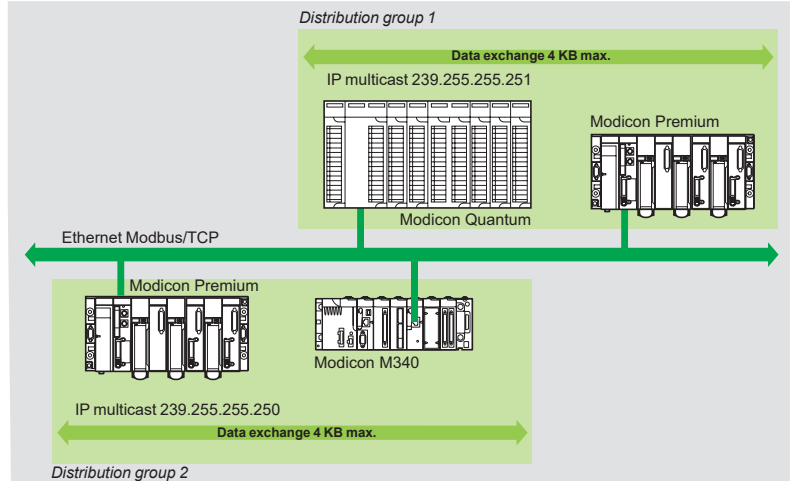 Distribution group 1
Data exchange 4 KB max.
IP multicast 239.255.255.251
Modicon Premium
Modicon Quantum
Ethernet Modbus/TCP
Modicon Premium
Modicon M340
IP multicast 239.255.255.250
Data exchange 4 KB max.
Distribution group 2